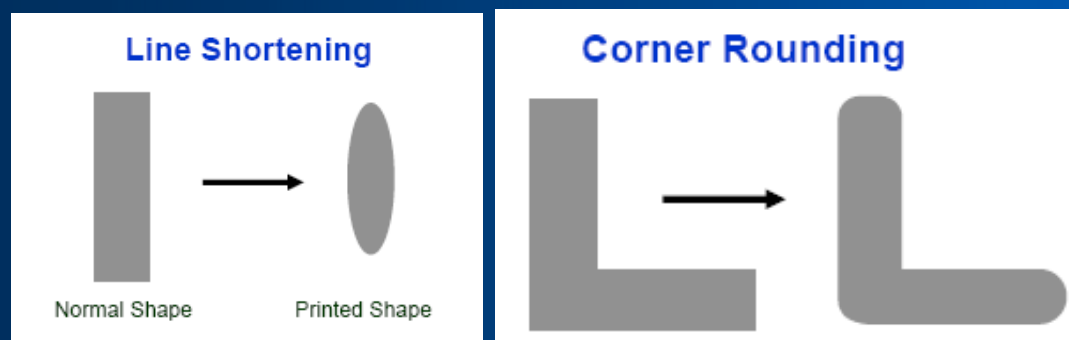 Line Shortening
Normal Shape
Printed Shape
Corner Rounding